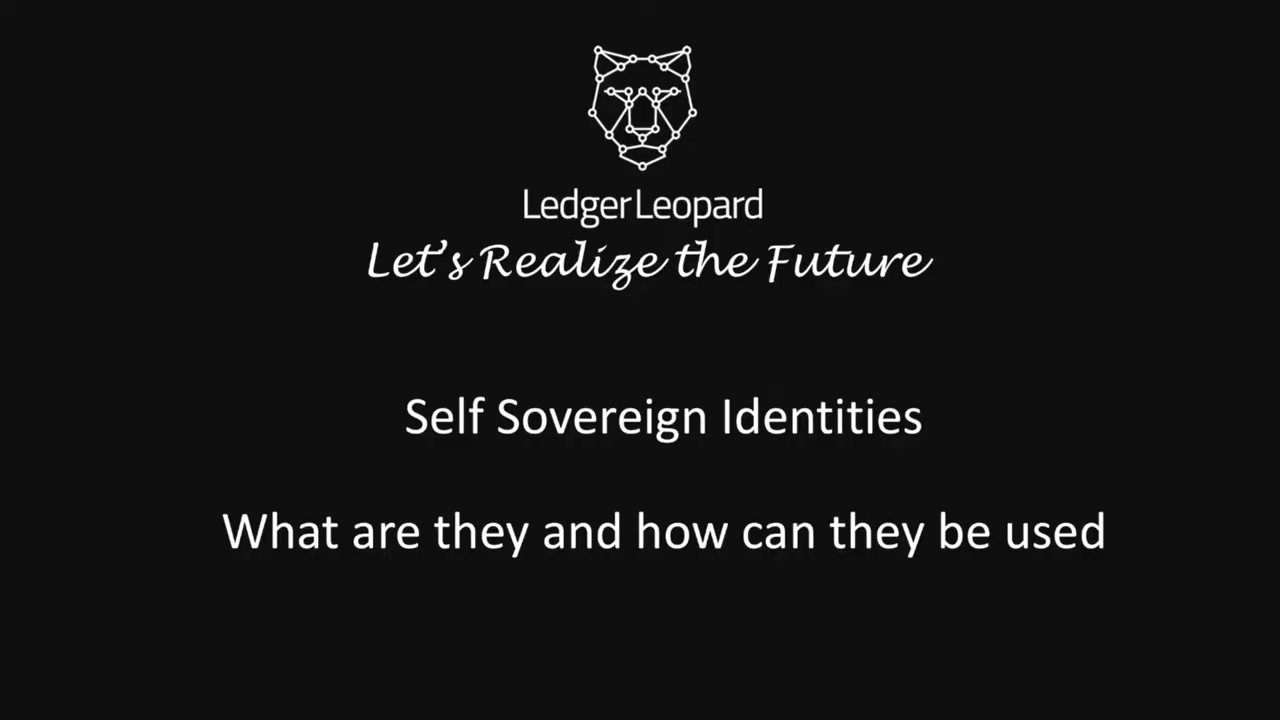 LedgerLeopard
Let's Realize the Future
Self Sovereign Identities
What are they and how can they be used